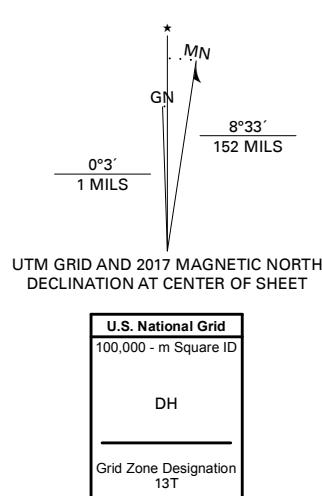 ★
MN
GN
8°33´
152 MILS
0°3´
1 MILS
UTM GRID AND 2017 MAGNETIC NORTH
DECLINATION AT CENTER OF SHEET
U.S. National Grid
100,000 - m Square ID
DH
Grid Zone Designation
13T